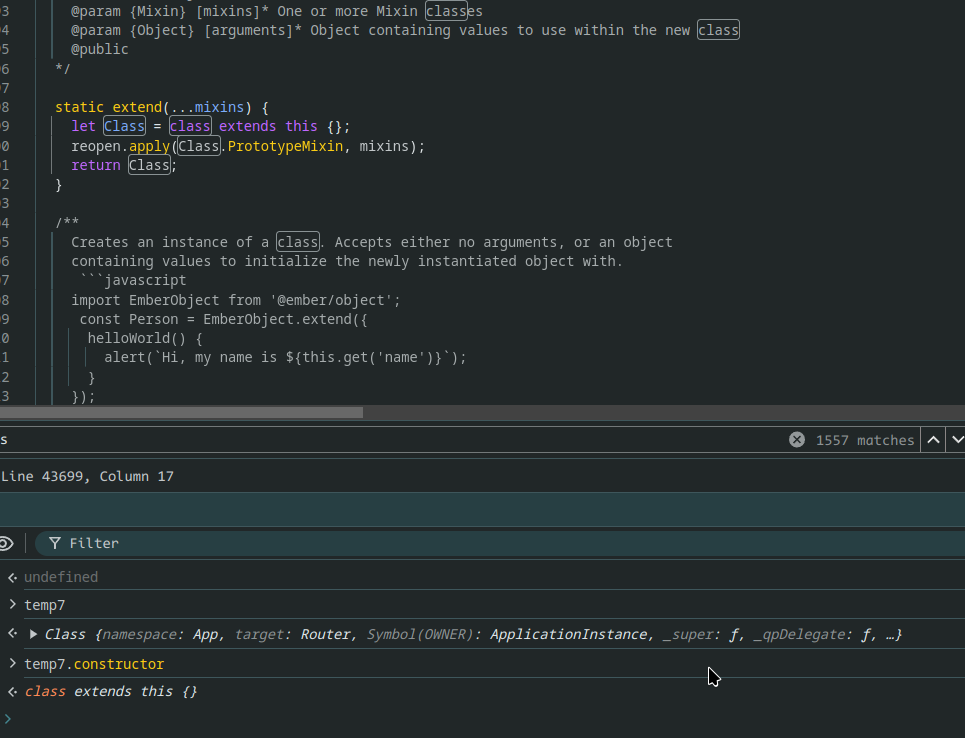 3 @param {Mixin} [mixins]* One or more Mixin classes
4 @param {Object} [arguments]* Object containing values to use within the new class
5 @public
6 */
7
8 static extend(...mixins) {
9 let Class = class extends this {};
0 reopen.apply(Class.PrototypeMixin, mixins);
1 return Class;
2 }
3
4 /**
5 Creates an instance of a class. Accepts either no arguments, or an object
6 containing values to initialize the newly instantiated object with.
7 ```javascript
8 import EmberObject from '@ember/object';
9 const Person = EmberObject.extend({
0 helloWorld() {
1 alert(`Hi, my name is ${this.get('name')}`);
2 }
3 });
s 1557 matches
Line 43699, Column 17
Filter
undefined
> temp7
Class {namespace: App, target: Router, Symbol(OWNER): ApplicationInstance, _super: ƒ, _qpDelegate: ƒ, …}
> temp7.constructor
class extends this {}
>